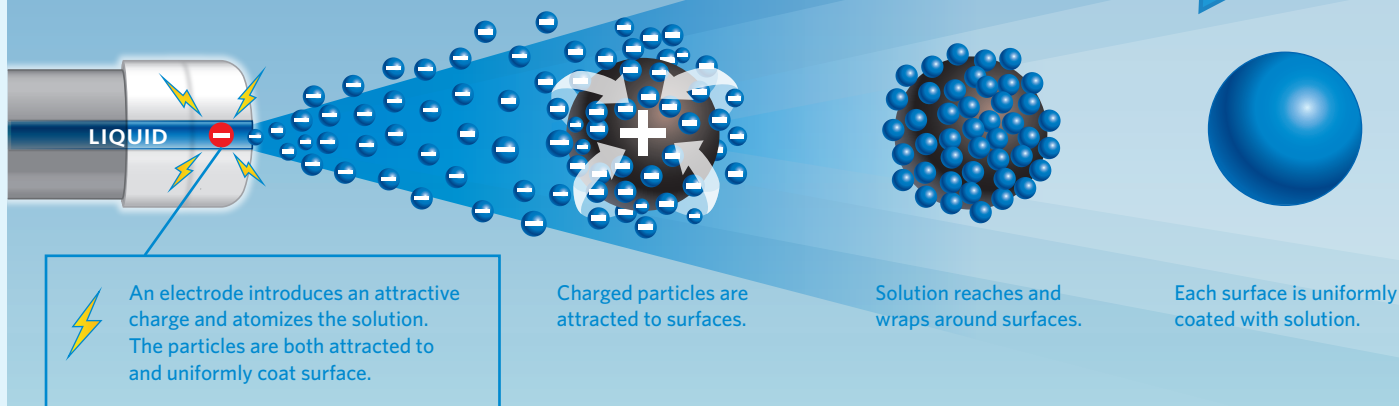 LIQUID
An electrode introduces an attractive
charge and atomizes the solution.
The particles are both attracted to
and uniformly coat surface.
Charged particles are
attracted to surfaces.
Solution reaches and
wraps around surfaces.
Each surface is uniformly
coated with solution.